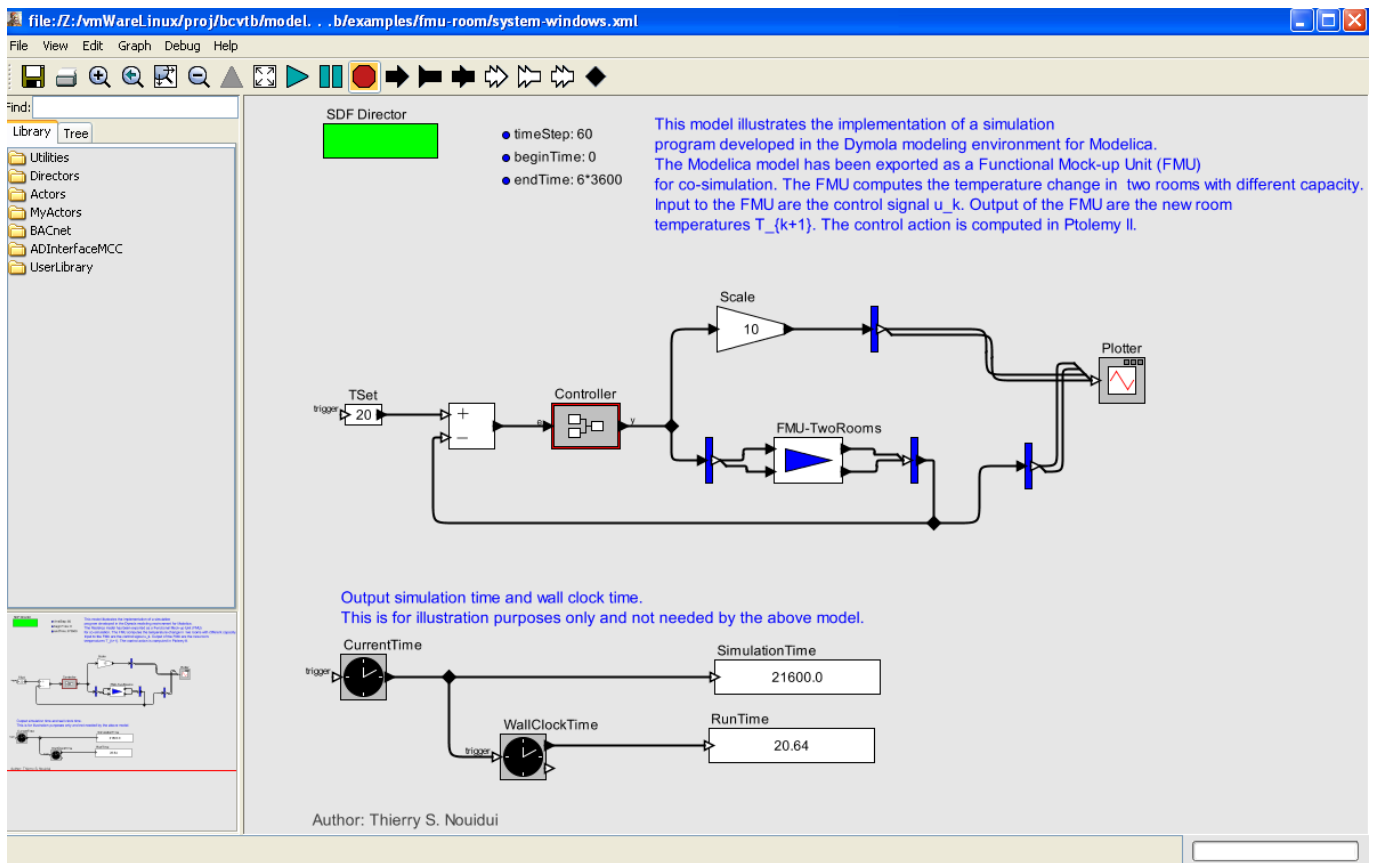 file:/Z:/vmWareLinux/proj/bcvtb/model. . .b/examples/fmu-room/system-windows.xml
File View Edit Graph Debug Help
Find:
Library Tree
Utilities
Directors
Actors
MyActors
BACnet
ADInterfaceMCC
UserLibrary
SDF Director
timeStep: 60
beginTime: 0
endTime: 6*3600
This model illustrates the implementation of a simulation
program developed in the Dymola modeling environment for Modelica.
The Modelica model has been exported as a Functional Mock-up Unit (FMU)
for co-simulation. The FMU computes the temperature change in two rooms with different capacity.
Input to the FMU are the control signal u_k. Output of the FMU are the new room
temperatures T_{k+1}. The control action is computed in Ptolemy II.
Scale
10
Plotter
TSet
trigger
20
+
−
Controller
e
y
FMU-TwoRooms
Output simulation time and wall clock time.
This is for illustration purposes only and not needed by the above model.
CurrentTime
trigger
SimulationTime
21600.0
WallClockTime
trigger
RunTime
20.64
Author: Thierry S. Nouidui